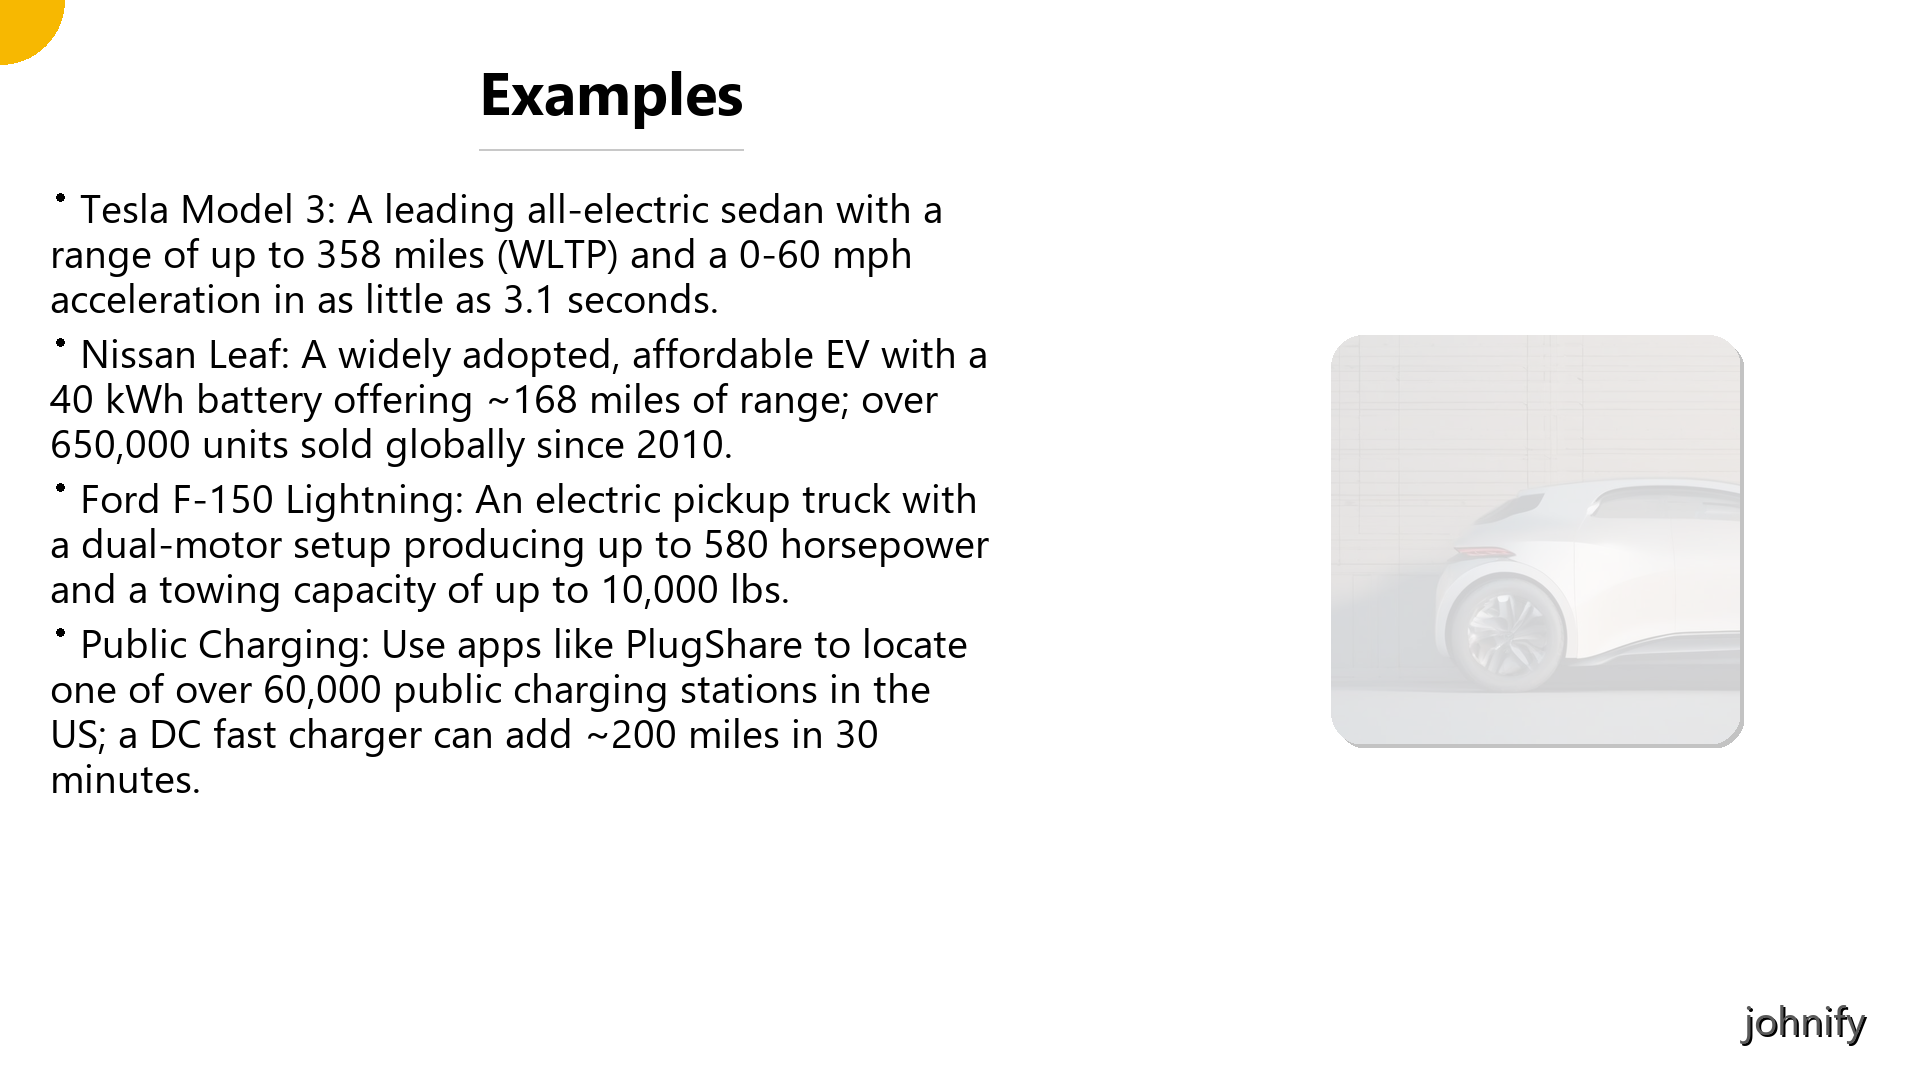 Examples
• Tesla Model 3: A leading all-electric sedan with a
range of up to 358 miles (WLTP) and a 0-60 mph
acceleration in as little as 3.1 seconds.
• Nissan Leaf: A widely adopted, affordable EV with a
40 kWh battery offering ~168 miles of range; over
650,000 units sold globally since 2010.
• Ford F-150 Lightning: An electric pickup truck with
a dual-motor setup producing up to 580 horsepower
and a towing capacity of up to 10,000 lbs.
• Public Charging: Use apps like PlugShare to locate
one of over 60,000 public charging stations in the
US; a DC fast charger can add ~200 miles in 30
minutes.
johnify